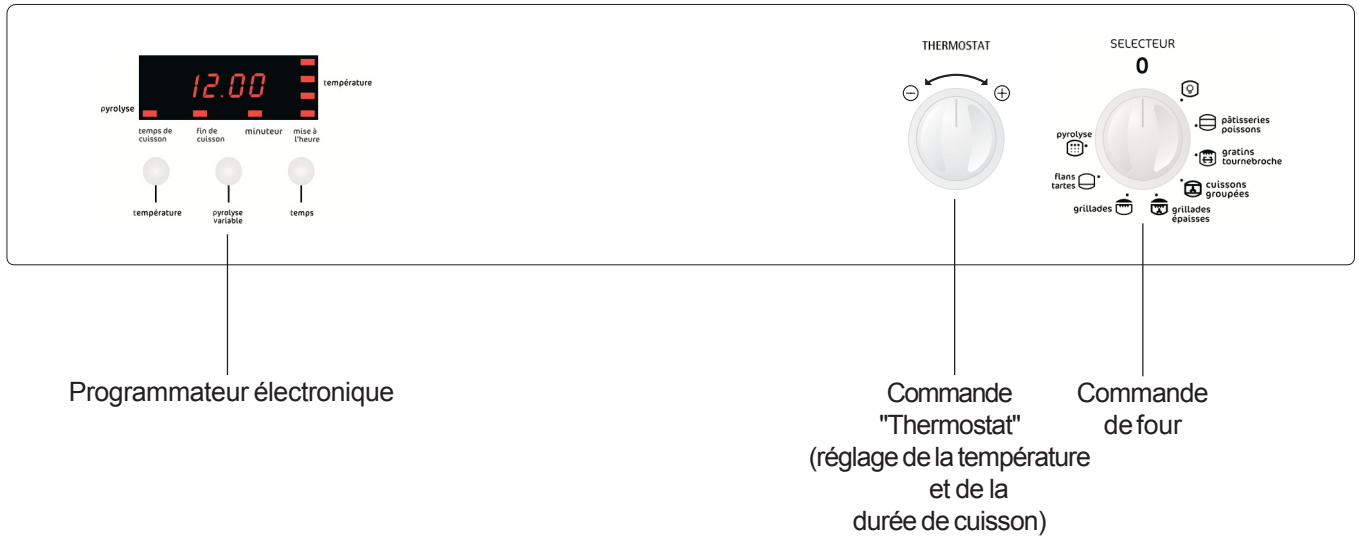 THERMOSTAT
SELECTEUR
0
12.00
température
pyrolyse
temps de
cuisson
fin de
cuisson
minuteur
mise à
l'heure
température
pyrolyse
variable
temps
pâtisseries
poissons
gratins
tournebroche
cuissons
groupées
grillades
épaisses
grillades
flans
tartes
pyrolyse
Programmateur électronique
Commande
"Thermostat"
(réglage de la température
et de la
durée de cuisson)
Commande
de four